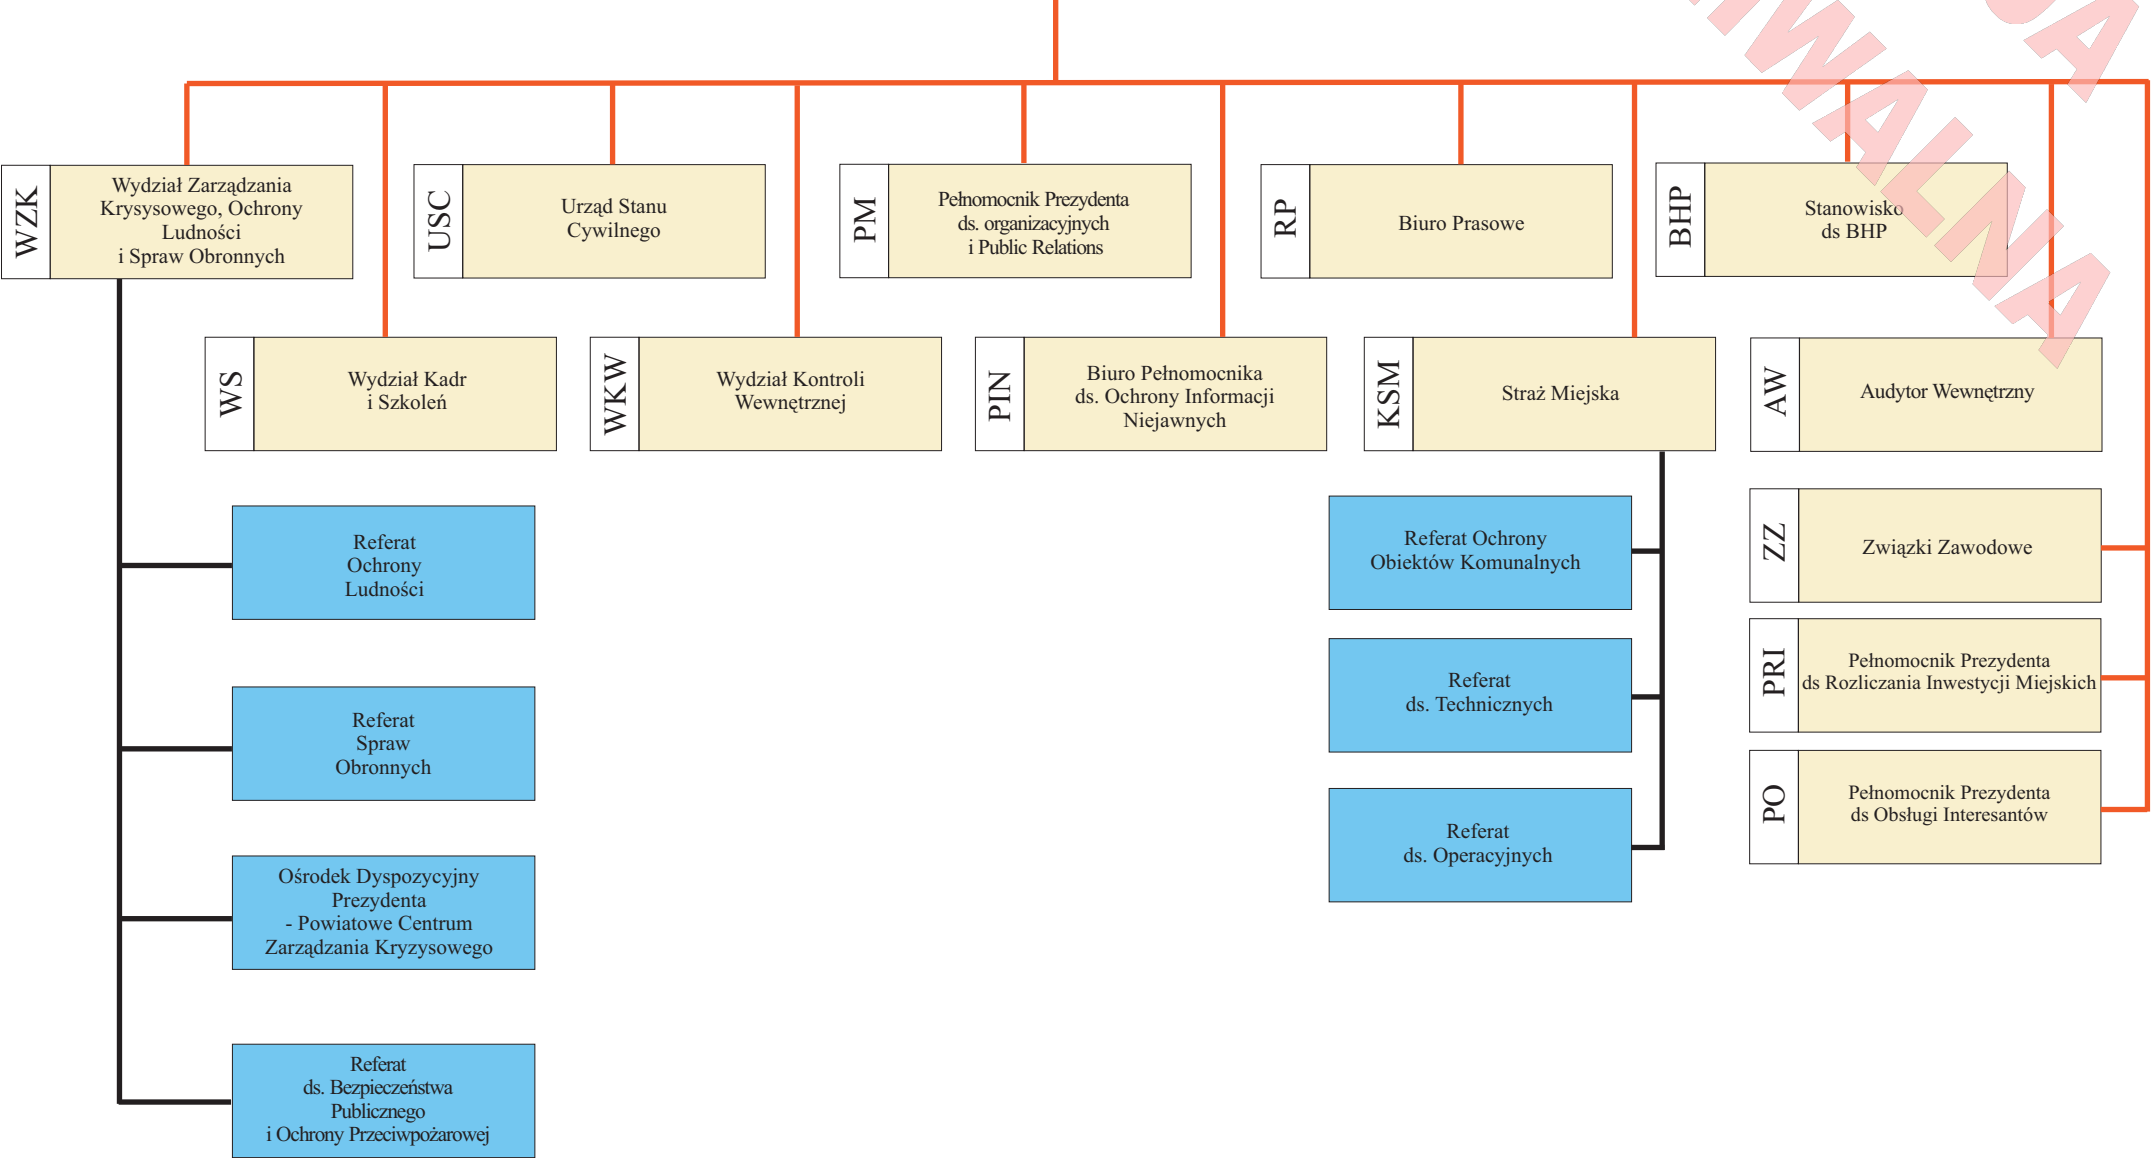 WZK
Wydział Zarządzania
Krysysowego, Ochrony
Ludności
i Spraw Obronnych
USC
Urząd Stanu
Cywilnego
PM
Pełnomocnik Prezydenta
ds. organizacyjnych
i Public Relations
RP
Biuro Prasowe
BHP
Stanowisko
ds BHP
WS
Wydział Kadr
i Szkoleń
WKW
Wydział Kontroli
Wewnętrznej
PIN
Biuro Pełnomocnika
ds. Ochrony Informacji
Niejawnych
KSM
Straż Miejska
AW
Audytor Wewnętrzny
Referat
Ochrony
Ludności
Referat
Spraw
Obronnych
Ośrodek Dyspozycyjny
Prezydenta
- Powiatowe Centrum
Zarządzania Kryzysowego
Referat
ds. Bezpieczeństwa
Publicznego
i Ochrony Przeciwpożarowej
Referat Ochrony
Obiektów Komunalnych
Referat
ds. Technicznych
Referat
ds. Operacyjnych
ZZ
Związki Zawodowe
PRI
Pełnomocnik Prezydenta
ds Rozliczania Inwestycji Miejskich
PO
Pełnomocnik Prezydenta
ds Obsługi Interesantów